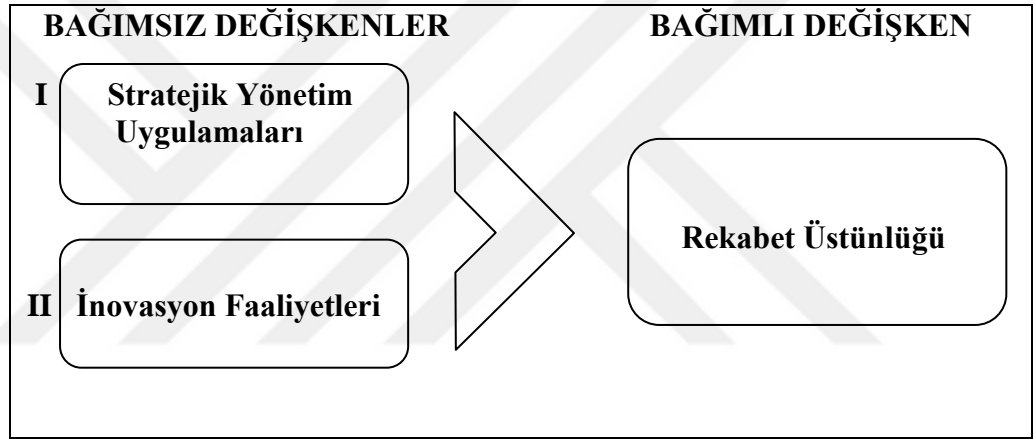 BAĞIMSIZ DEĞİŞKENLER
BAĞIMLI DEĞİŞKEN
I
Stratejik Yönetim
Uygulamaları
Rekabet Üstünlüğü
II
İnovasyon Faaliyetleri